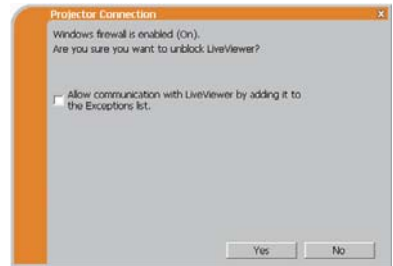 Projector Connection
Windows firewall is enabled (On).
Are you sure you want to unblock LiveViewer?
Allow communication with LiveViewer by adding it to
the Exceptions list.
Yes
No